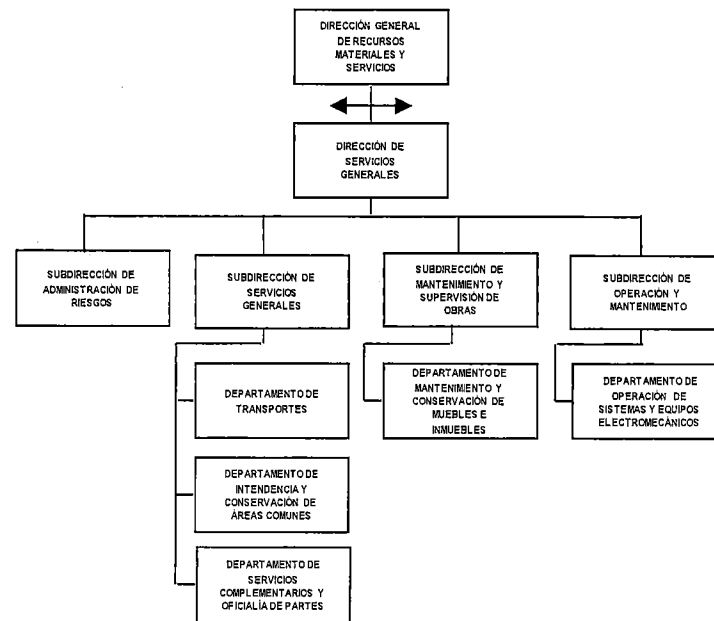 DIRECCIÓN GENERAL
DE RECURSOS
MATERIALES Y
SERVICIOS
DIRECCIÓN DE
SERVICIOS
GENERALES
SUBDIRECCIÓN DE
ADMINISTRACIÓN DE
RIESGOS
SUBDIRECCIÓN DE
SERVICIOS
GENERALES
SUBDIRECCIÓN DE
MANTENIMIENTO Y
SUPERVISIÓN DE
OBRAS
SUBDIRECCIÓN DE
OPERACIÓN Y
MANTENIMIENTO
DEPARTAMENTO DE
TRANSPORTES
DEPARTAMENTO DE
MANTENIMIENTO Y
CONSERVACIÓN DE
MUEBLES E
INMUEBLES
DEPARTAMENTO DE
OPERACIÓN DE
SISTEMAS Y EQUIPOS
ELECTROMECÁNICOS
DEPARTAMENTO DE
INTENDENCIA Y
CONSERVACIÓN DE
ÁREAS COMUNES
DEPARTAMENTO DE
SERVICIOS
COMPLEMENTARIOS Y
OFICIALÍA DE PARTES